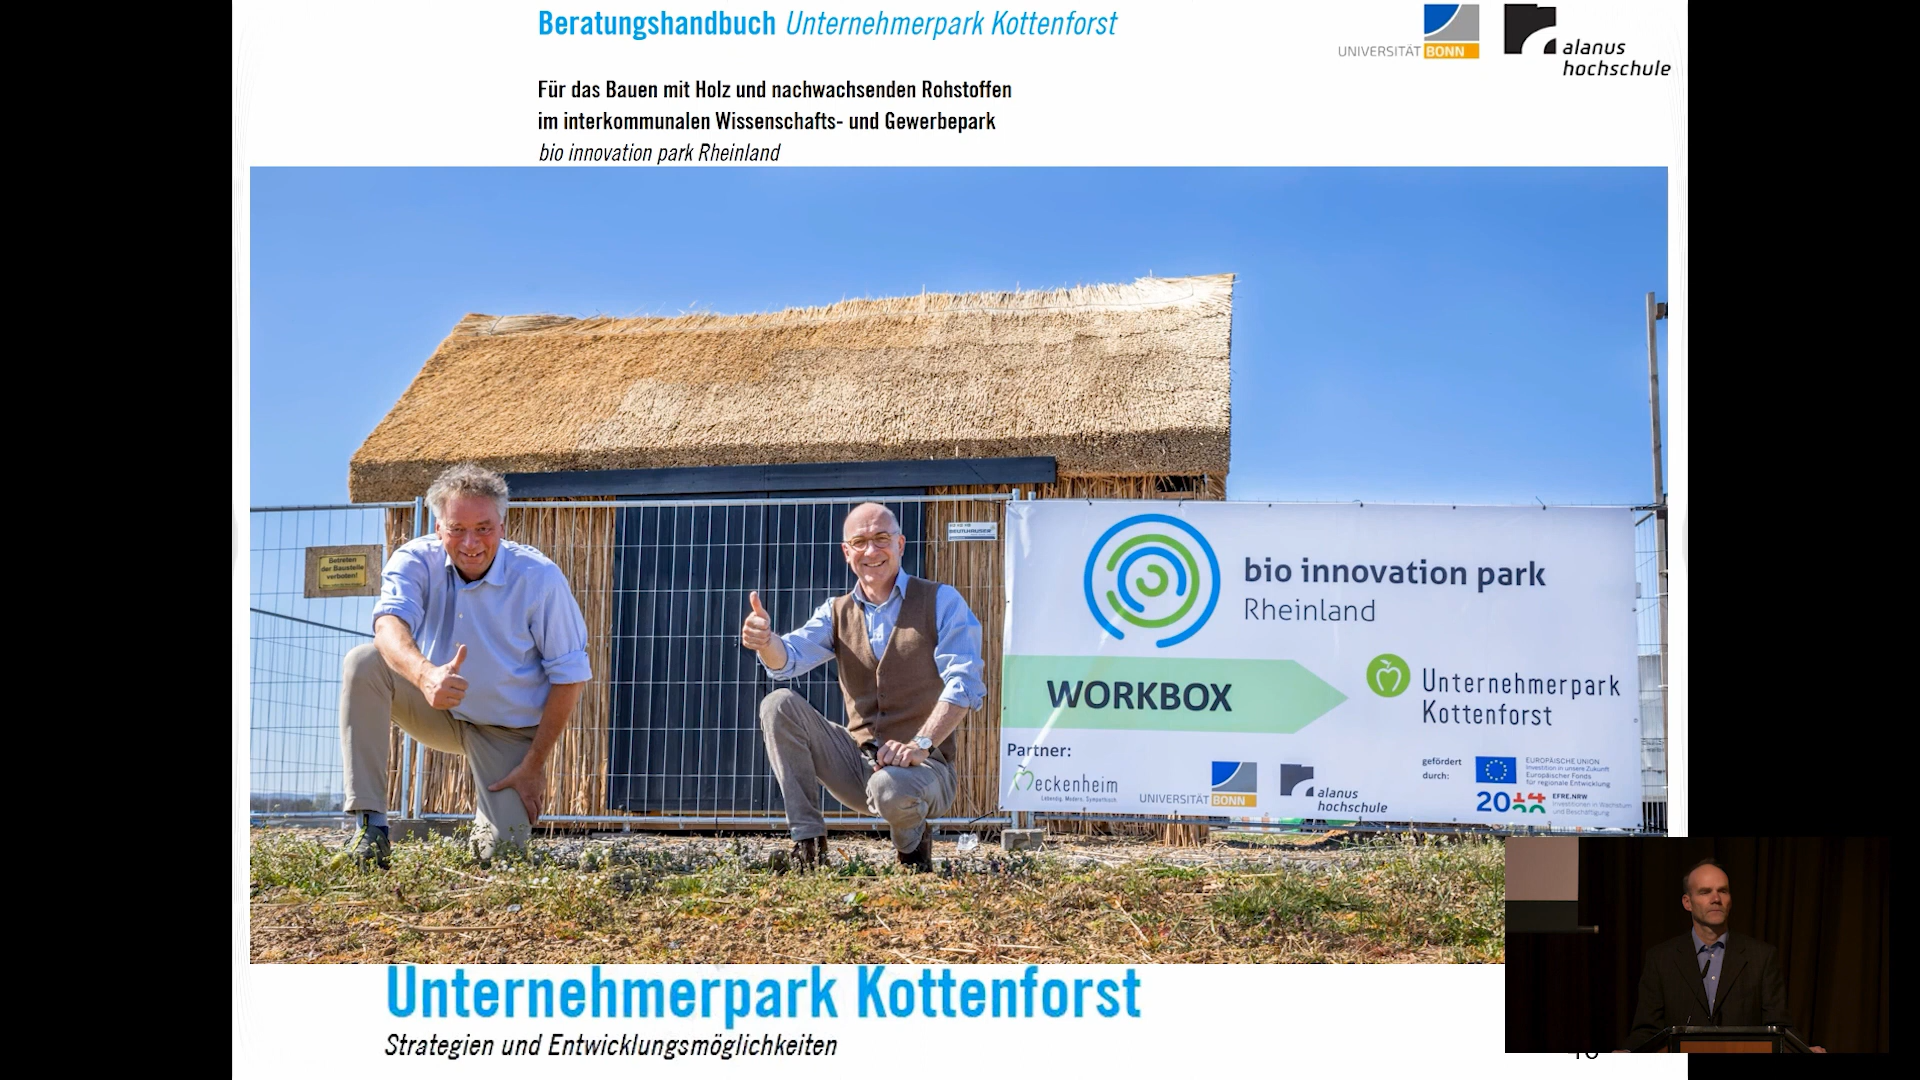 Beratungshandbuch Unternehmerpark Kottenforst
UNIVERSITÄT BONN
alanus
hochschule
Für das Bauen mit Holz und nachwachsenden Rohstoffen
im interkommunalen Wissenschafts- und Gewerbepark
bio innovation park Rheinland
Betreten
der Baustelle
verboten!
bio innovation park
Rheinland
WORKBOX
Unternehmerpark
Kottenforst
Partner:
Meckenheim
Lebendig. Modern. Sympathisch.
UNIVERSITÄT BONN
alanus
hochschule
gefördert
durch:
EUROPÄISCHE UNION
Investition in unsere Zukunft
Europäischer Fonds
für regionale Entwicklung
EFRE.NRW
Investitionen in Wachstum
und Beschäftigung
Unternehmerpark Kottenforst
Strategien und Entwicklungsmöglichkeiten